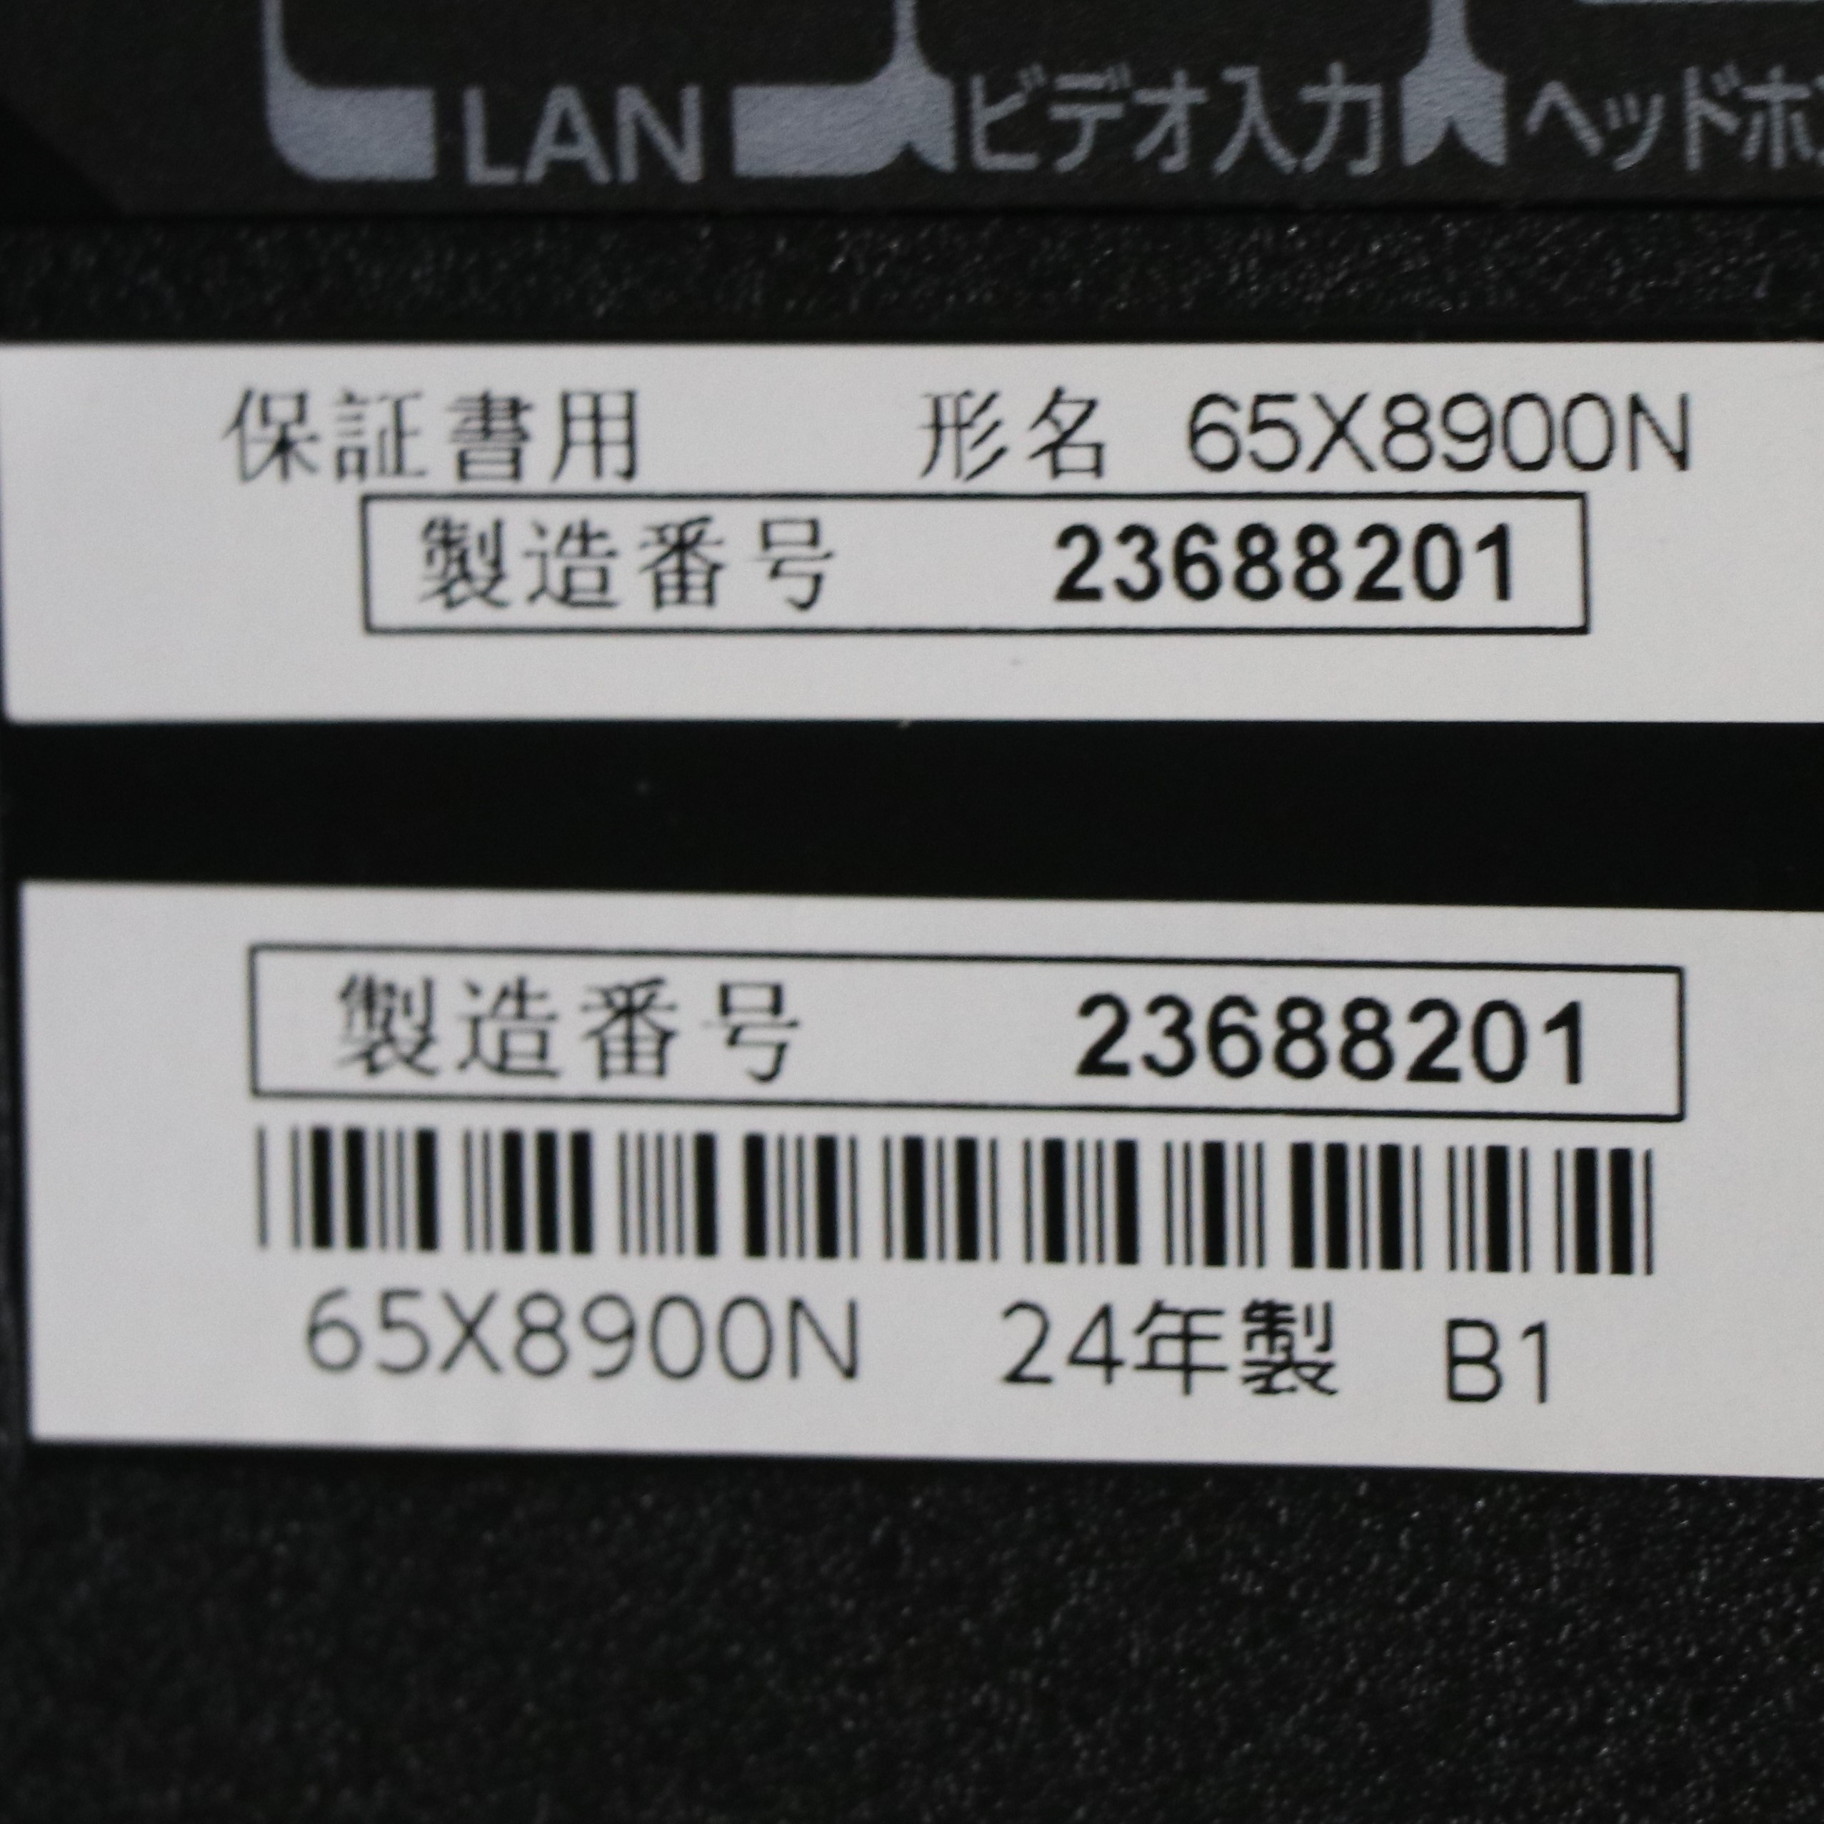 LAN ビデオ入力 ヘッドホ
保証書用 形名 65X8900N
製造番号 23688201
製造番号 23688201
65X8900N 24年製 B1